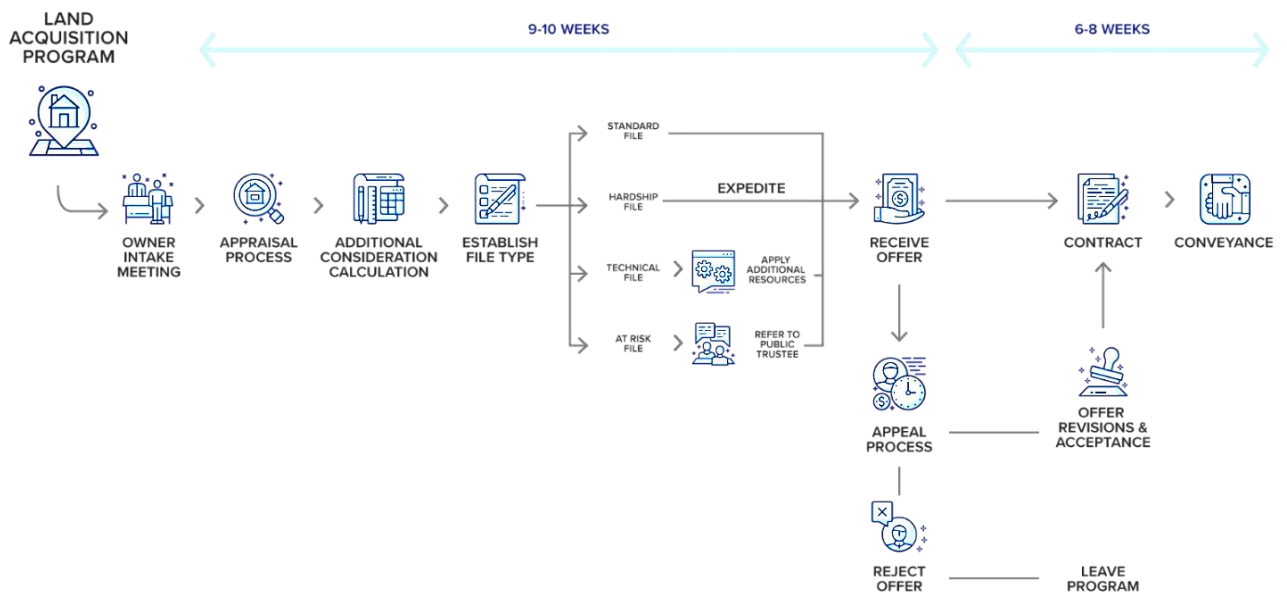 LAND
ACQUISITION
PROGRAM
9-10 WEEKS
6-8 WEEKS
OWNER
INTAKE
MEETING
APPRAISAL
PROCESS
ADDITIONAL
CONSIDERATION
CALCULATION
ESTABLISH
FILE TYPE
STANDARD
FILE
HARDSHIP
FILE
EXPEDITE
TECHNICAL
FILE
APPLY
ADDITIONAL
RESOURCES
AT RISK
FILE
REFER TO
PUBLIC
TRUSTEE
RECEIVE
OFFER
CONTRACT
CONVEYANCE
APPEAL
PROCESS
OFFER
REVISIONS &
ACCEPTANCE
REJECT
OFFER
LEAVE
PROGRAM